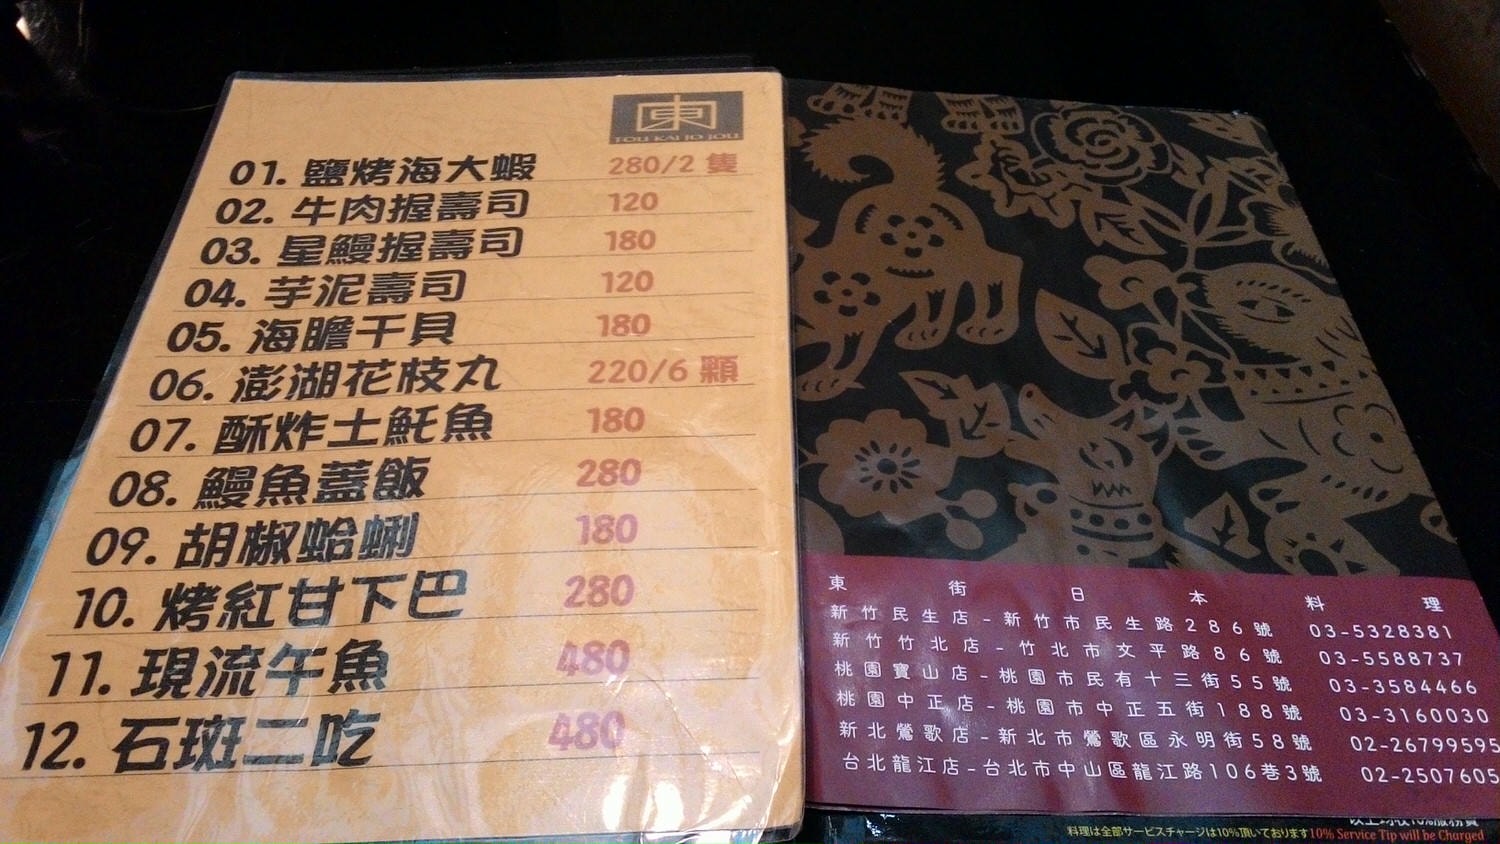 東
TOU KAI JO JOU
01. 鹽烤海大蝦 280/2 隻
02. 牛肉握壽司 120
03. 星鰻握壽司 180
04. 芋泥壽司 120
05. 海膽干貝 180
06. 澎湖花枝丸 220/6 顆
07. 酥炸土魠魚 180
08. 鰻魚蓋飯 280
09. 胡椒蛤蜊 180
10. 烤紅甘下巴 280
11. 現流午魚 480
12. 石斑二吃 480
東街日本料理
新竹民生店-新竹市民生路286號 03-5328381
新竹竹北店-竹北市文平路86號 03-5588737
桃園寶山店-桃園市民有十三街55號 03-3584466
桃園中正店-桃園市中正五街188號 03-3160030
新北鶯歌店-新北市鶯歌區永明街58號 02-26799595
台北龍江店-台北市中山區龍江路106巷3號 02-2507605
料理は全部サービスチャージは10%頂いております10% Service Tip will be Charged